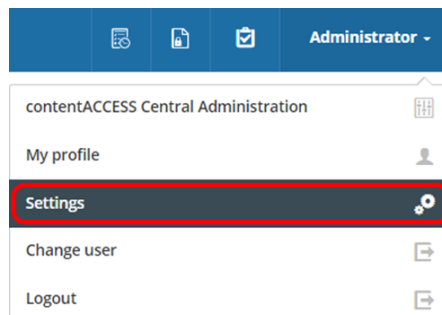 Administrator
contentACCESS Central Administration
My profile
Settings
Change user
Logout